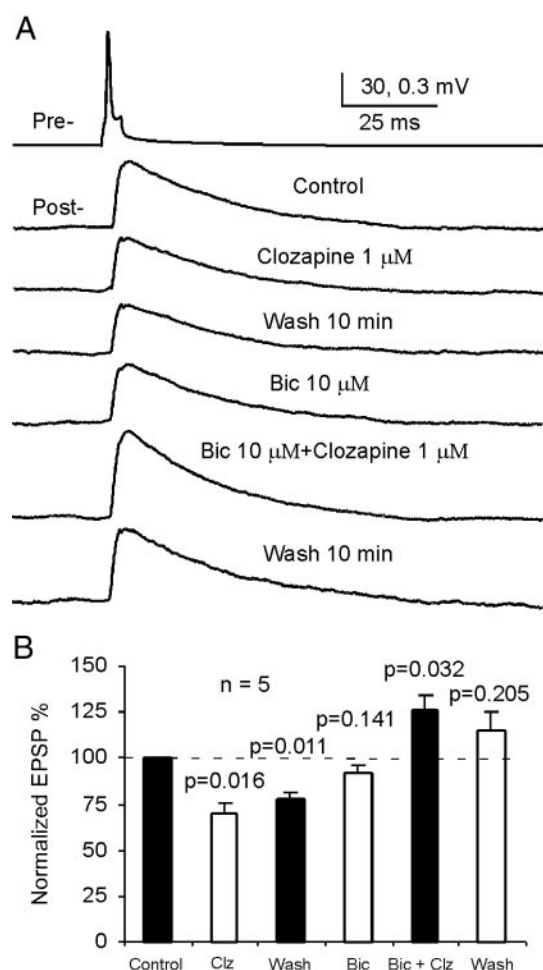 A
30, 0.3 mV
25 ms
Pre-
Post-
Control
Clozapine 1 μM
Wash 10 min
Bic 10 μM
Bic 10 μM+Clozapine 1 μM
Wash 10 min
B
Normalized EPSP %
150
125
100
75
50
25
0
n = 5
p=0.016
p=0.011
p=0.141
p=0.032
p=0.205
Control
Clz
Wash
Bic
Bic + Clz
Wash